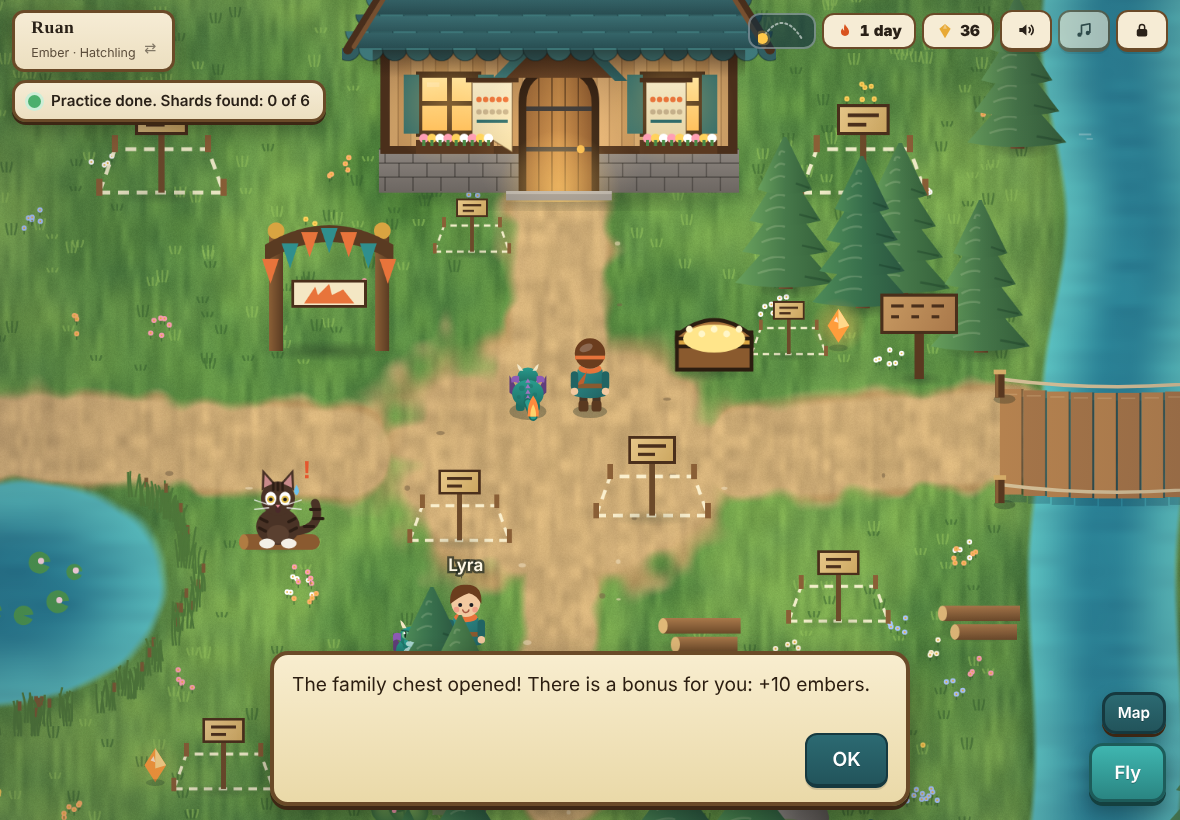 Ruan
Ember · Hatchling
1 day
36
Practice done. Shards found: 0 of 6
!
Lyra
The family chest opened! There is a bonus for you: +10 embers.
OK
Map
Fly